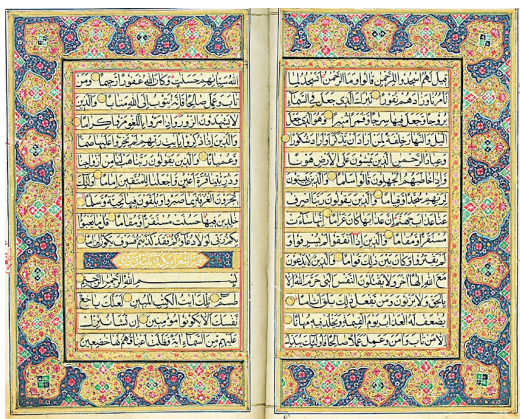 قيل لهم اسجدوا للرحمن قالوا وما الرحمن انسجد لما
تامرنا وزادهم نفورا تبارك الذي جعل في السماء
بروجا وجعل فيها سراجا وقمرا منيرا وهو الذي جعل
الليل والنهار خلفة لمن اراد ان يذكر او اراد شكورا
وعباد الرحمن الذين يمشون على الارض هونا
واذا خاطبهم الجهلون قالوا سلاما والذين يبيتون
لربهم سجدا وقياما والذين يقولون ربنا اصرف
عنا عذاب جهنم ان عذابها كان غراما انها ساءت
مستقرا ومقاما والذين اذا انفقوا لم يسرفوا و
لم يقتروا وكان بين ذلك قواما والذين لا يدعون
مع الله الها اخر ولا يقتلون النفس التي حرم الله الا
بالحق ولا يزنون ومن يفعل ذلك يلق اثاما
يضعف له العذاب يوم القيمة ويخلد فيه مهانا
الا من تاب وامن وعمل عملا صالحا فاولئك يبدل
الله سيئاتهم حسنت وكان الله غفورا رحيما ومن
تاب وعمل صالحا فانه يتوب الى الله متابا والذين
لا يشهدون الزور واذا مروا باللغو مروا كراما
والذين اذا ذكروا بايات ربهم لم يخروا عليها صما
وعميانا والذين يقولون ربنا هب لنا من ازواجنا
وذرياتنا قرة اعين واجعلنا للمتقين اماما اولئك
يجزون الغرفة بما صبروا ويلقون فيها تحية وسلاما
خالدين فيها حسنت مستقرا ومقاما قل ما يعبؤا
بكم ربي لولا دعاؤكم فقد كذبتم فسوف يكون لزاما
بسم الله الرحمن الرحيم
طسم تلك ايات الكتاب المبين لعلك باخع
نفسك الا يكونوا مؤمنين ان نشا ننزل
عليهم من السماء اية فظلت اعناقهم لها خاضعين